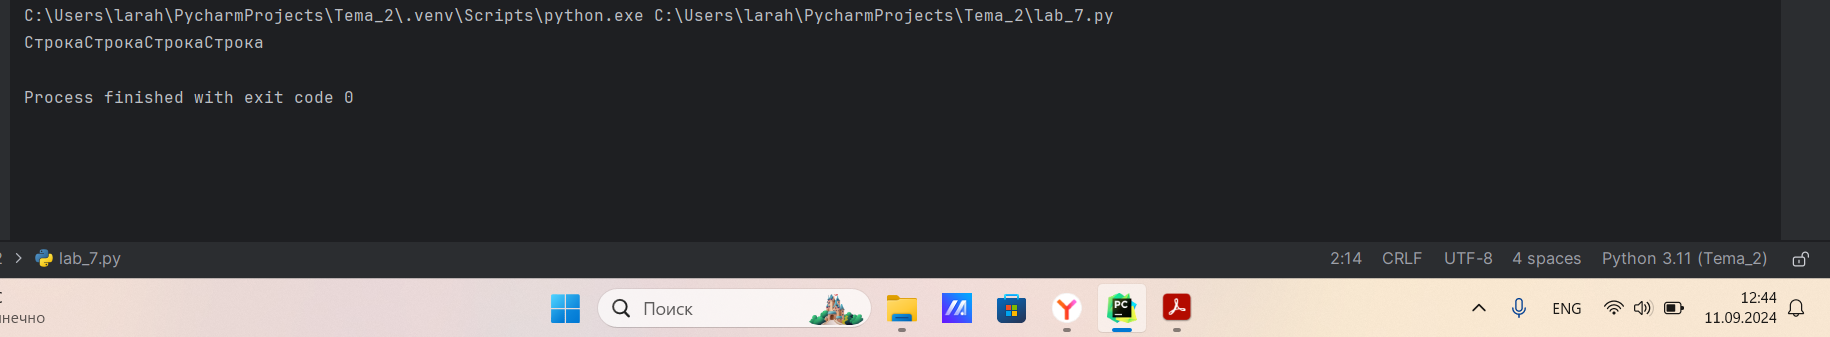 C:\Users\larah\PycharmProjects\Tema_2\.venv\Scripts\python.exe C:\Users\larah\PycharmProjects\Tema_2\lab_7.py
СтрокаСтрокаСтрокаСтрока
Process finished with exit code 0
2 > lab_7.py 2:14 CRLF UTF-8 4 spaces Python 3.11 (Tema_2)
Поиск PC ENG 12:44
11.09.2024